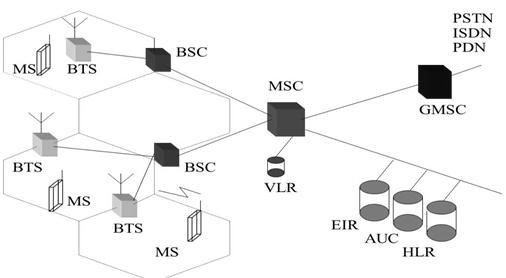 PSTN
ISDN
PDN
BSC
MS
BTS
MSC
GMSC
BTS
BSC
VLR
MS
BTS
MS
EIR
AUC
HLR